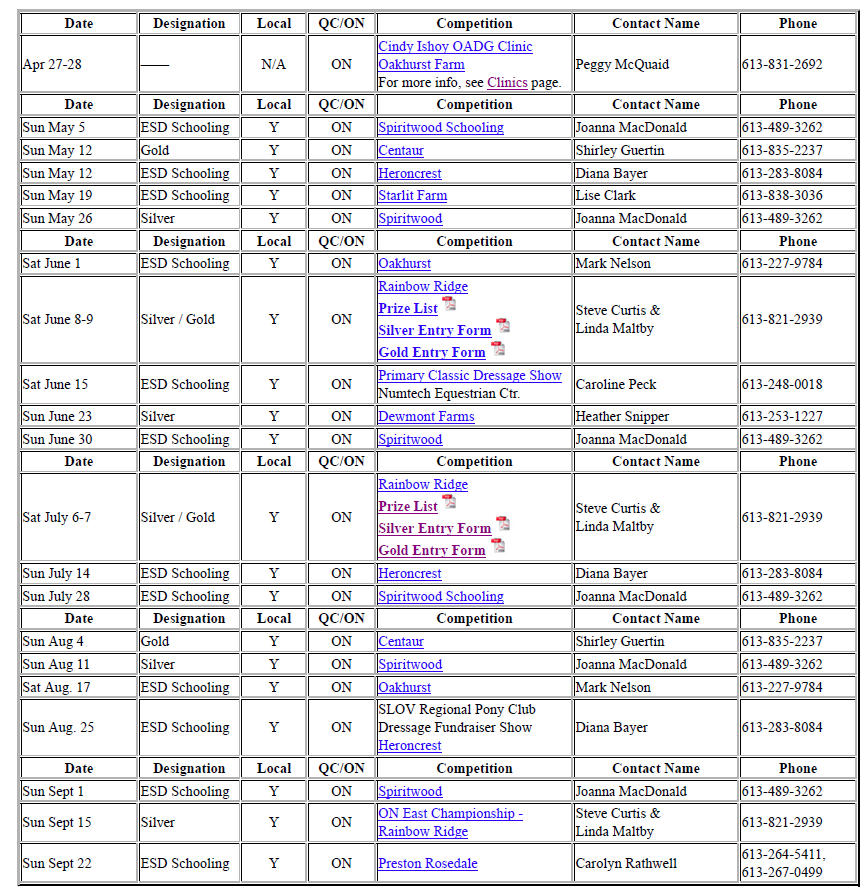 Date Designation Local QC/ON Competition Contact Name Phone
Apr 27-28 —— N/A ON Cindy Ishoy OADG Clinic Peggy McQuaid 613-831-2692
Oakhurst Farm
For more info, see Clinics page.
Date Designation Local QC/ON Competition Contact Name Phone
Sun May 5 ESD Schooling Y ON Spiritwood Schooling Joanna MacDonald 613-489-3262
Sun May 12 Gold Y ON Centaur Shirley Guertin 613-835-2237
Sun May 12 ESD Schooling Y ON Heroncrest Diana Bayer 613-283-8084
Sun May 19 ESD Schooling Y ON Starlit Farm Lise Clark 613-838-3036
Sun May 26 Silver Y ON Spiritwood Joanna MacDonald 613-489-3262
Date Designation Local QC/ON Competition Contact Name Phone
Sat June 1 ESD Schooling Y ON Oakhurst Mark Nelson 613-227-9784
Sat June 8-9 Silver / Gold Y ON Rainbow Ridge Steve Curtis & 613-821-2939
Prize List Linda Maltby
Silver Entry Form
Gold Entry Form
Sat June 15 ESD Schooling Y ON Primary Classic Dressage Show Caroline Peck 613-248-0018
Numtech Equestrian Ctr.
Sun June 23 Silver Y ON Dewmont Farms Heather Snipper 613-253-1227
Sun June 30 ESD Schooling Y ON Spiritwood Joanna MacDonald 613-489-3262
Date Designation Local QC/ON Competition Contact Name Phone
Sat July 6-7 Silver / Gold Y ON Rainbow Ridge Steve Curtis & 613-821-2939
Prize List Linda Maltby
Silver Entry Form
Gold Entry Form
Sun July 14 ESD Schooling Y ON Heroncrest Diana Bayer 613-283-8084
Sun July 28 ESD Schooling Y ON Spiritwood Schooling Joanna MacDonald 613-489-3262
Date Designation Local QC/ON Competition Contact Name Phone
Sun Aug 4 Gold Y ON Centaur Shirley Guertin 613-835-2237
Sun Aug 11 Silver Y ON Spiritwood Joanna MacDonald 613-489-3262
Sat Aug. 17 ESD Schooling Y ON Oakhurst Mark Nelson 613-227-9784
Sun Aug. 25 ESD Schooling Y ON SLOV Regional Pony Club Diana Bayer 613-283-8084
Dressage Fundraiser Show
Heroncrest
Date Designation Local QC/ON Competition Contact Name Phone
Sun Sept 1 ESD Schooling Y ON Spiritwood Joanna MacDonald 613-489-3262
Sun Sept 15 Silver Y ON ON East Championship - Steve Curtis & 613-821-2939
Rainbow Ridge Linda Maltby
Sun Sept 22 ESD Schooling Y ON Preston Rosedale Carolyn Rathwell 613-264-5411,
613-267-0499